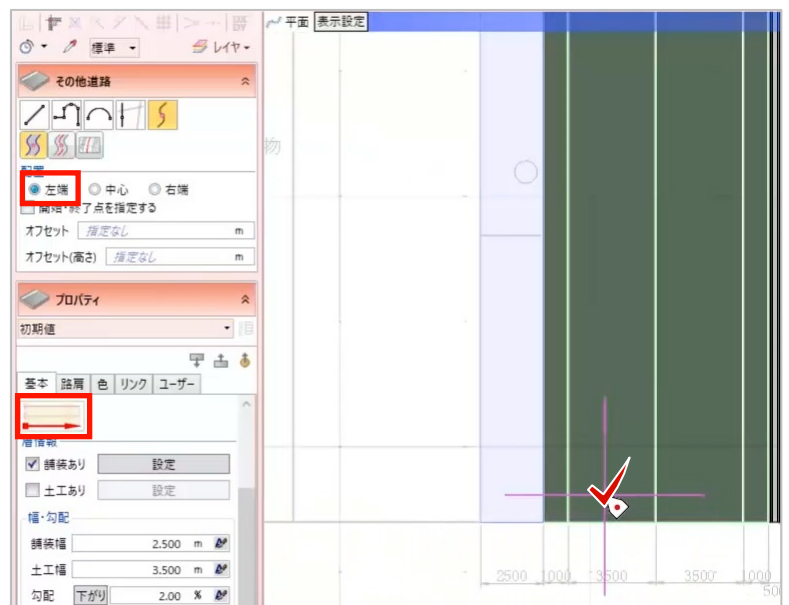 平面 表示設定
標準 レイヤ
その他道路
配置
左端 中心 右端
開始・終了点を指定する
オフセット 指定なし m
オフセット(高さ) 指定なし m
プロパティ
初期値
基本 路肩 色 リンク ユーザー
層情報
舗装あり 設定
土工あり 設定
幅・勾配
舗装幅 2.500 m
土工幅 3.500 m
勾配 下がり 2.00 %
物
2500 1000 3500 3500 1000
50